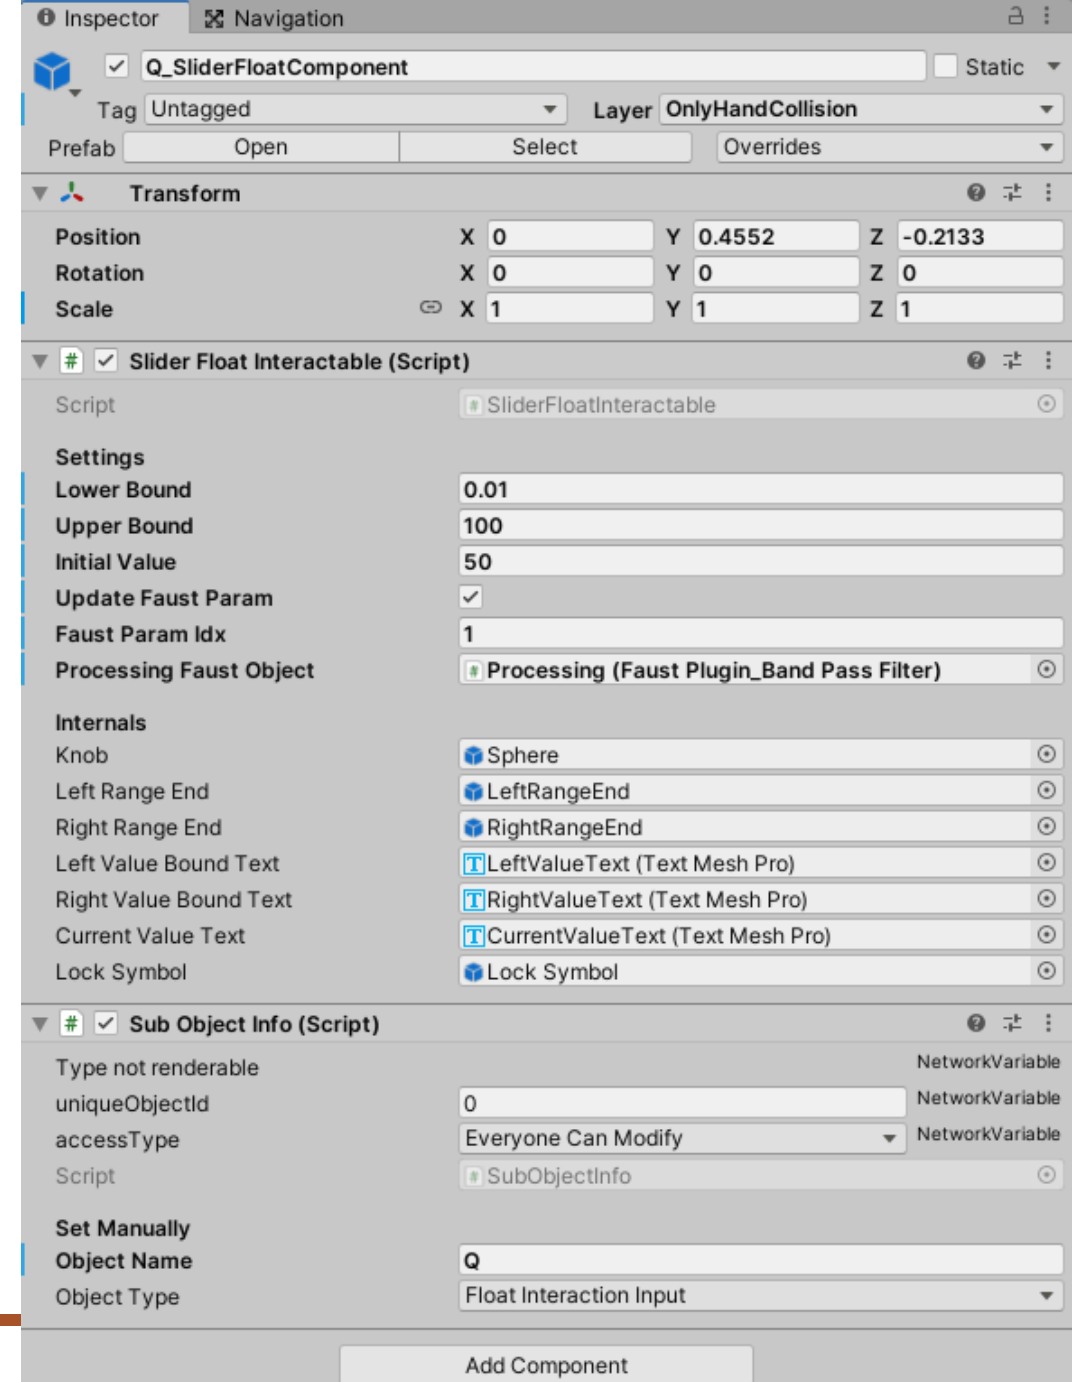 Inspector Navigation
Q_SliderFloatComponent Static
Tag Untagged Layer OnlyHandCollision
Prefab Open Select Overrides
Transform
Position X 0 Y 0.4552 Z -0.2133
Rotation X 0 Y 0 Z 0
Scale X 1 Y 1 Z 1
# Slider Float Interactable (Script)
Script # SliderFloatInteractable
Settings
Lower Bound 0.01
Upper Bound 100
Initial Value 50
Update Faust Param
Faust Param Idx 1
Processing Faust Object # Processing (Faust Plugin_Band Pass Filter)
Internals
Knob Sphere
Left Range End LeftRangeEnd
Right Range End RightRangeEnd
Left Value Bound Text T LeftValueText (Text Mesh Pro)
Right Value Bound Text T RightValueText (Text Mesh Pro)
Current Value Text T CurrentValueText (Text Mesh Pro)
Lock Symbol Lock Symbol
# Sub Object Info (Script)
Type not renderable NetworkVariable
uniqueObjectId 0 NetworkVariable
accessType Everyone Can Modify NetworkVariable
Script # SubObjectInfo
Set Manually
Object Name Q
Object Type Float Interaction Input
Add Component